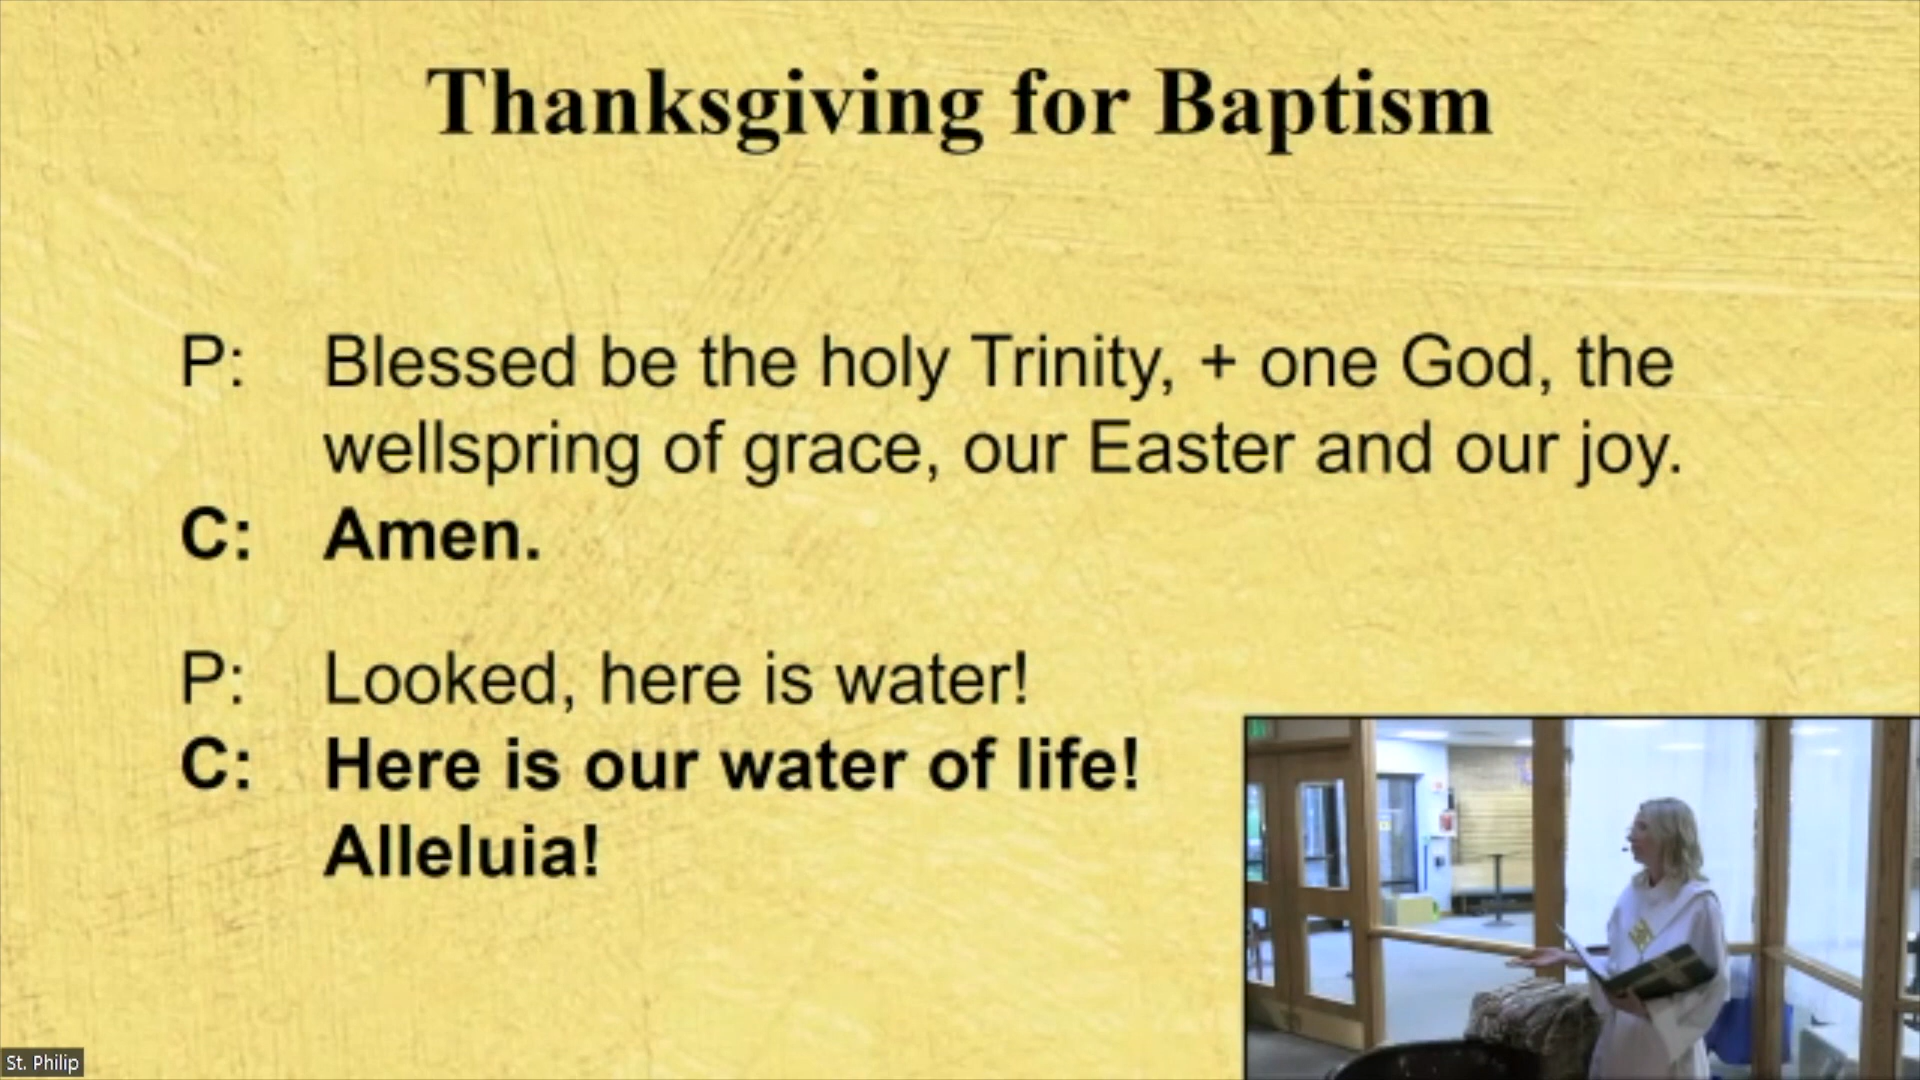 Thanksgiving for Baptism
P: Blessed be the holy Trinity, + one God, the
wellspring of grace, our Easter and our joy.
C: Amen.
P: Looked, here is water!
C: Here is our water of life!
Alleluia!
St. Philip